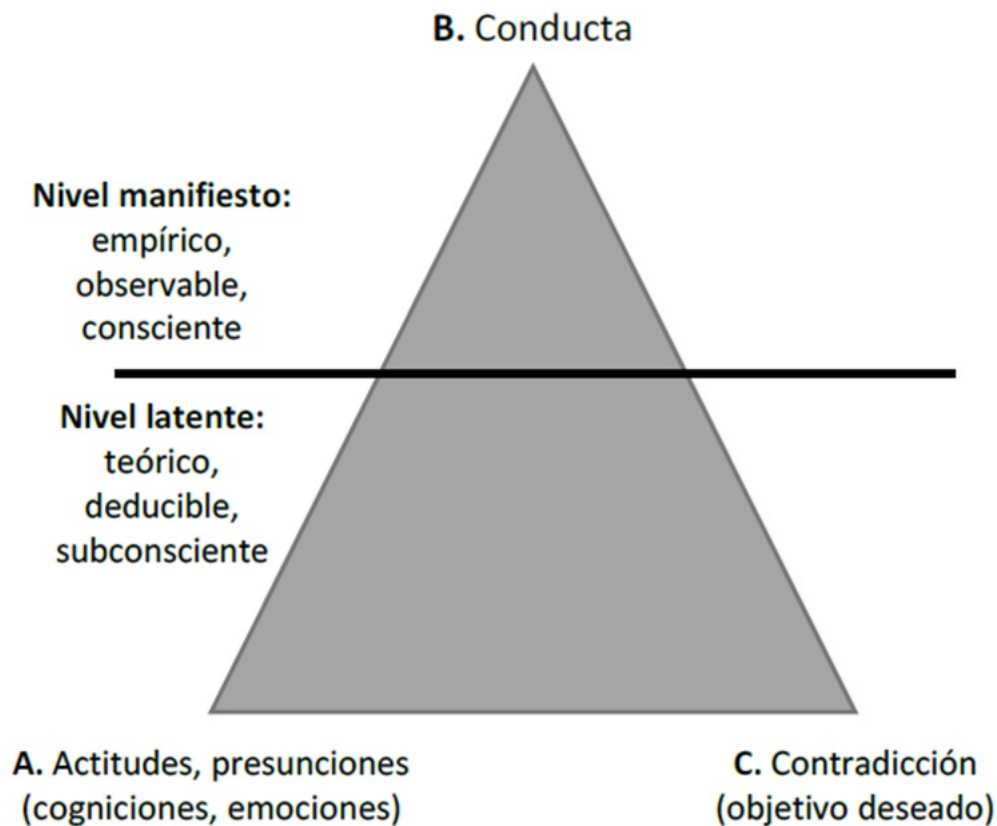 B. Conducta
Nivel manifiesto:
empírico,
observable,
consciente
Nivel latente:
teórico,
deducible,
subconsciente
A. Actitudes, presunciones
(cogniciones, emociones)
C. Contradicción
(objetivo deseado)